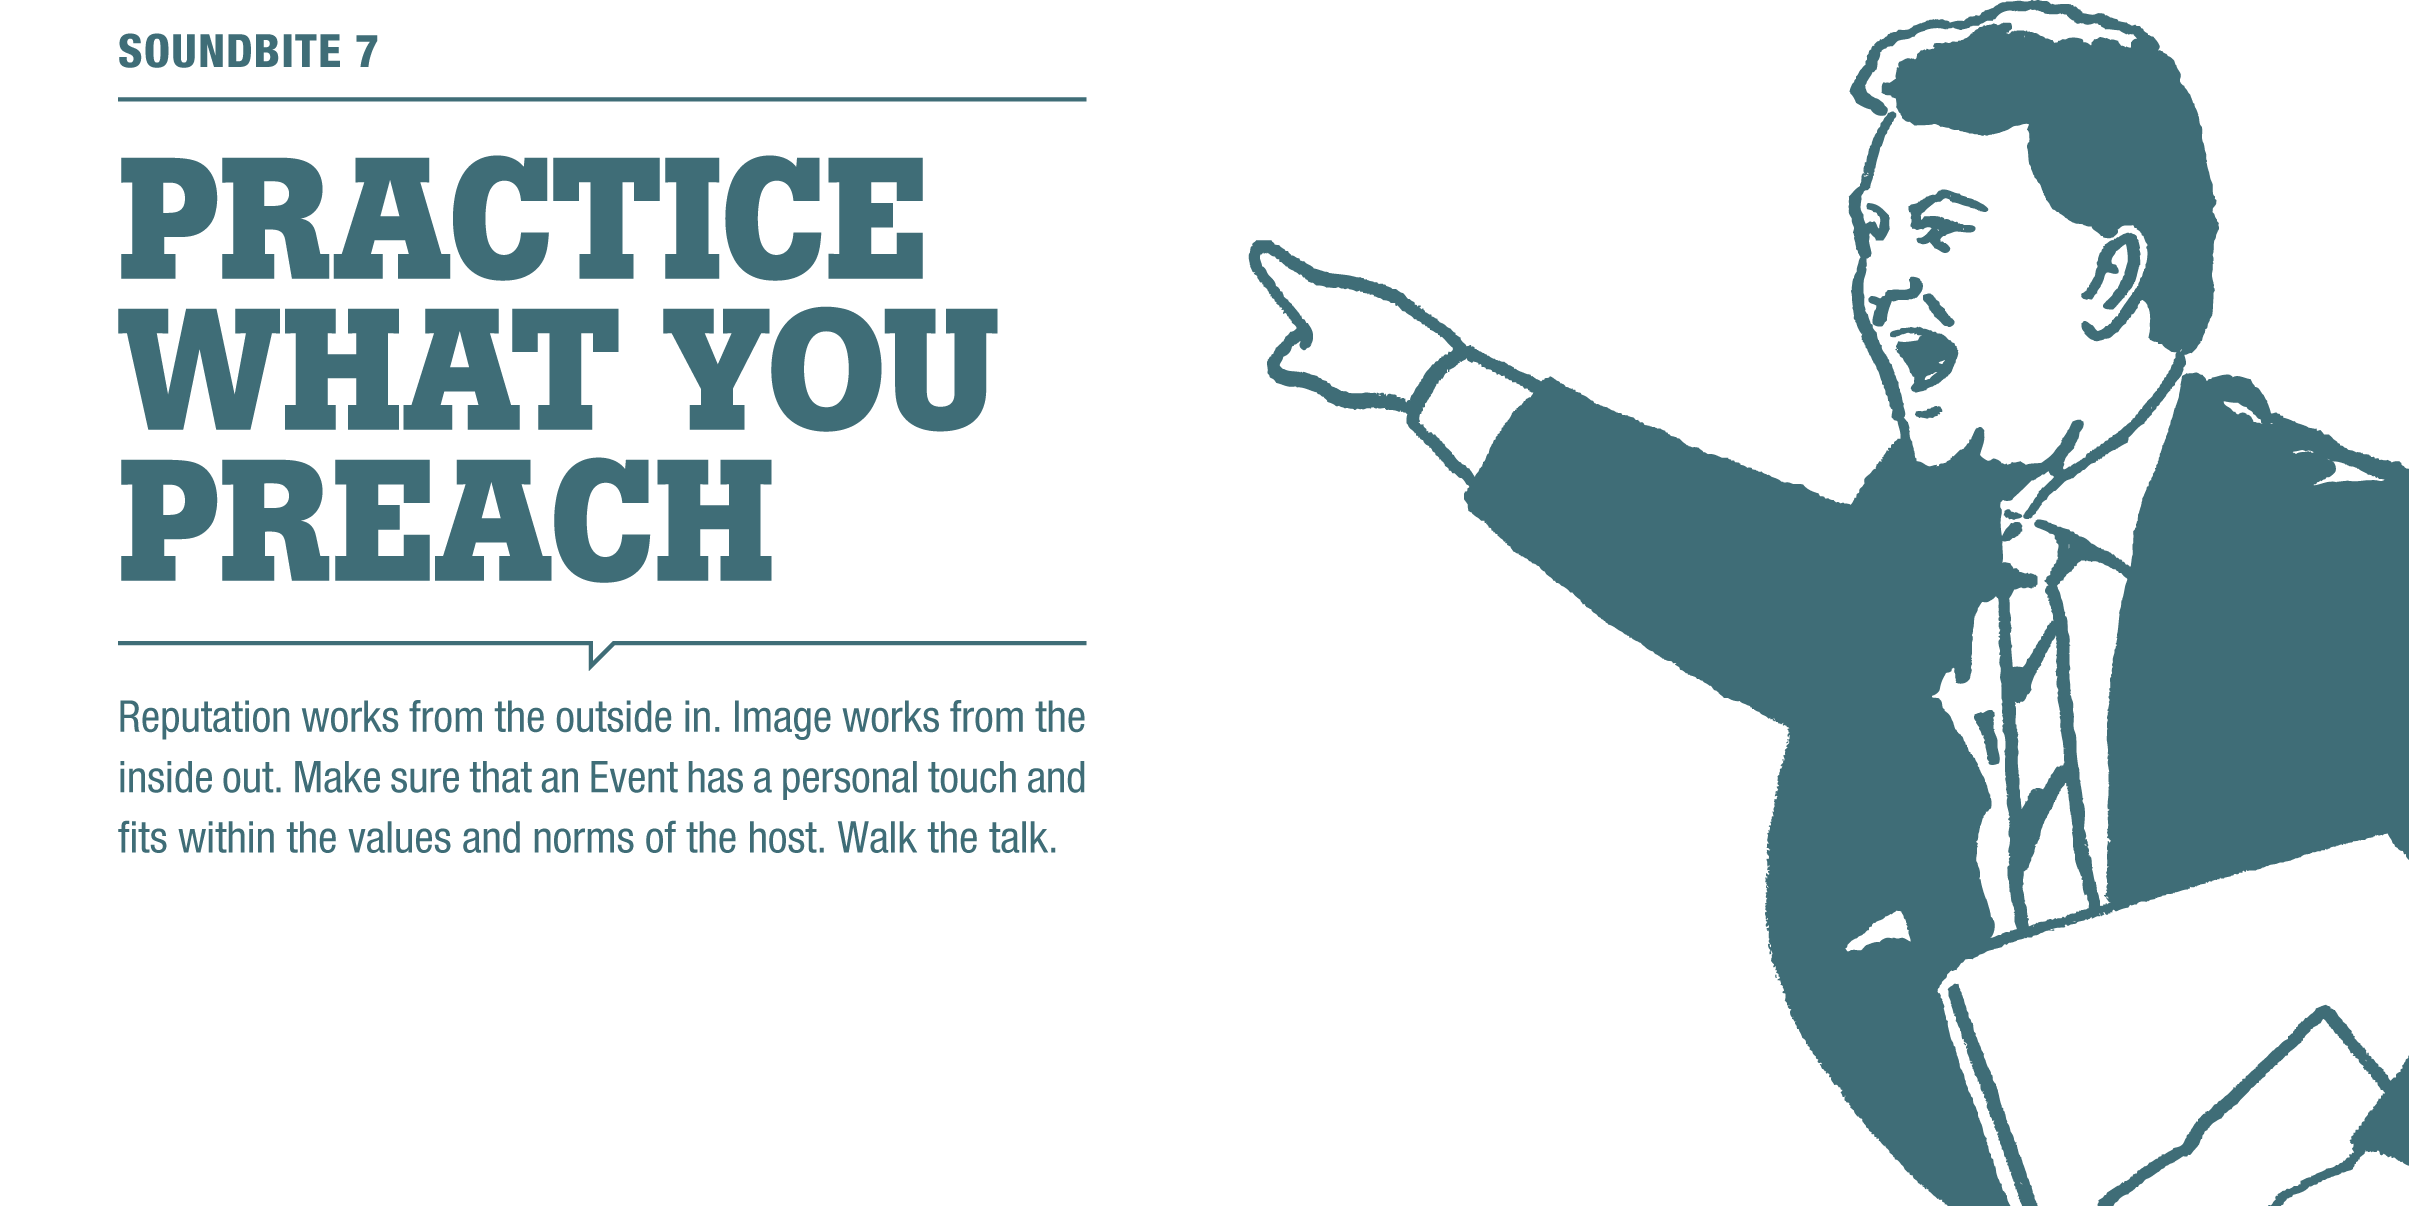 SOUNDBITE 7
PRACTICE
WHAT YOU
PREACH
Reputation works from the outside in. Image works from the
inside out. Make sure that an Event has a personal touch and
fits within the values and norms of the host. Walk the talk.